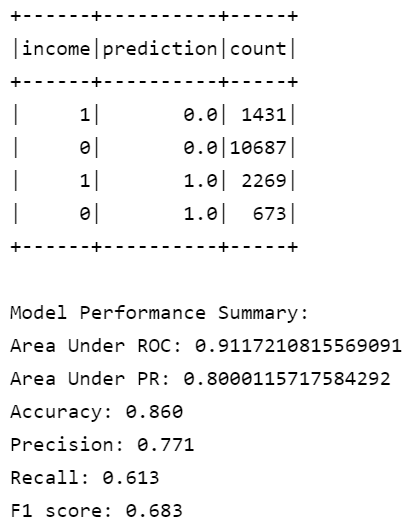 +------+----------+-----+
|income|prediction|count|
+------+----------+-----+
|     1|       0.0| 1431|
|     0|       0.0|10687|
|     1|       1.0| 2269|
|     0|       1.0|  673|
+------+----------+-----+
Model Performance Summary:
Area Under ROC: 0.9117210815569091
Area Under PR: 0.8000115717584292
Accuracy: 0.860
Precision: 0.771
Recall: 0.613
F1 score: 0.683